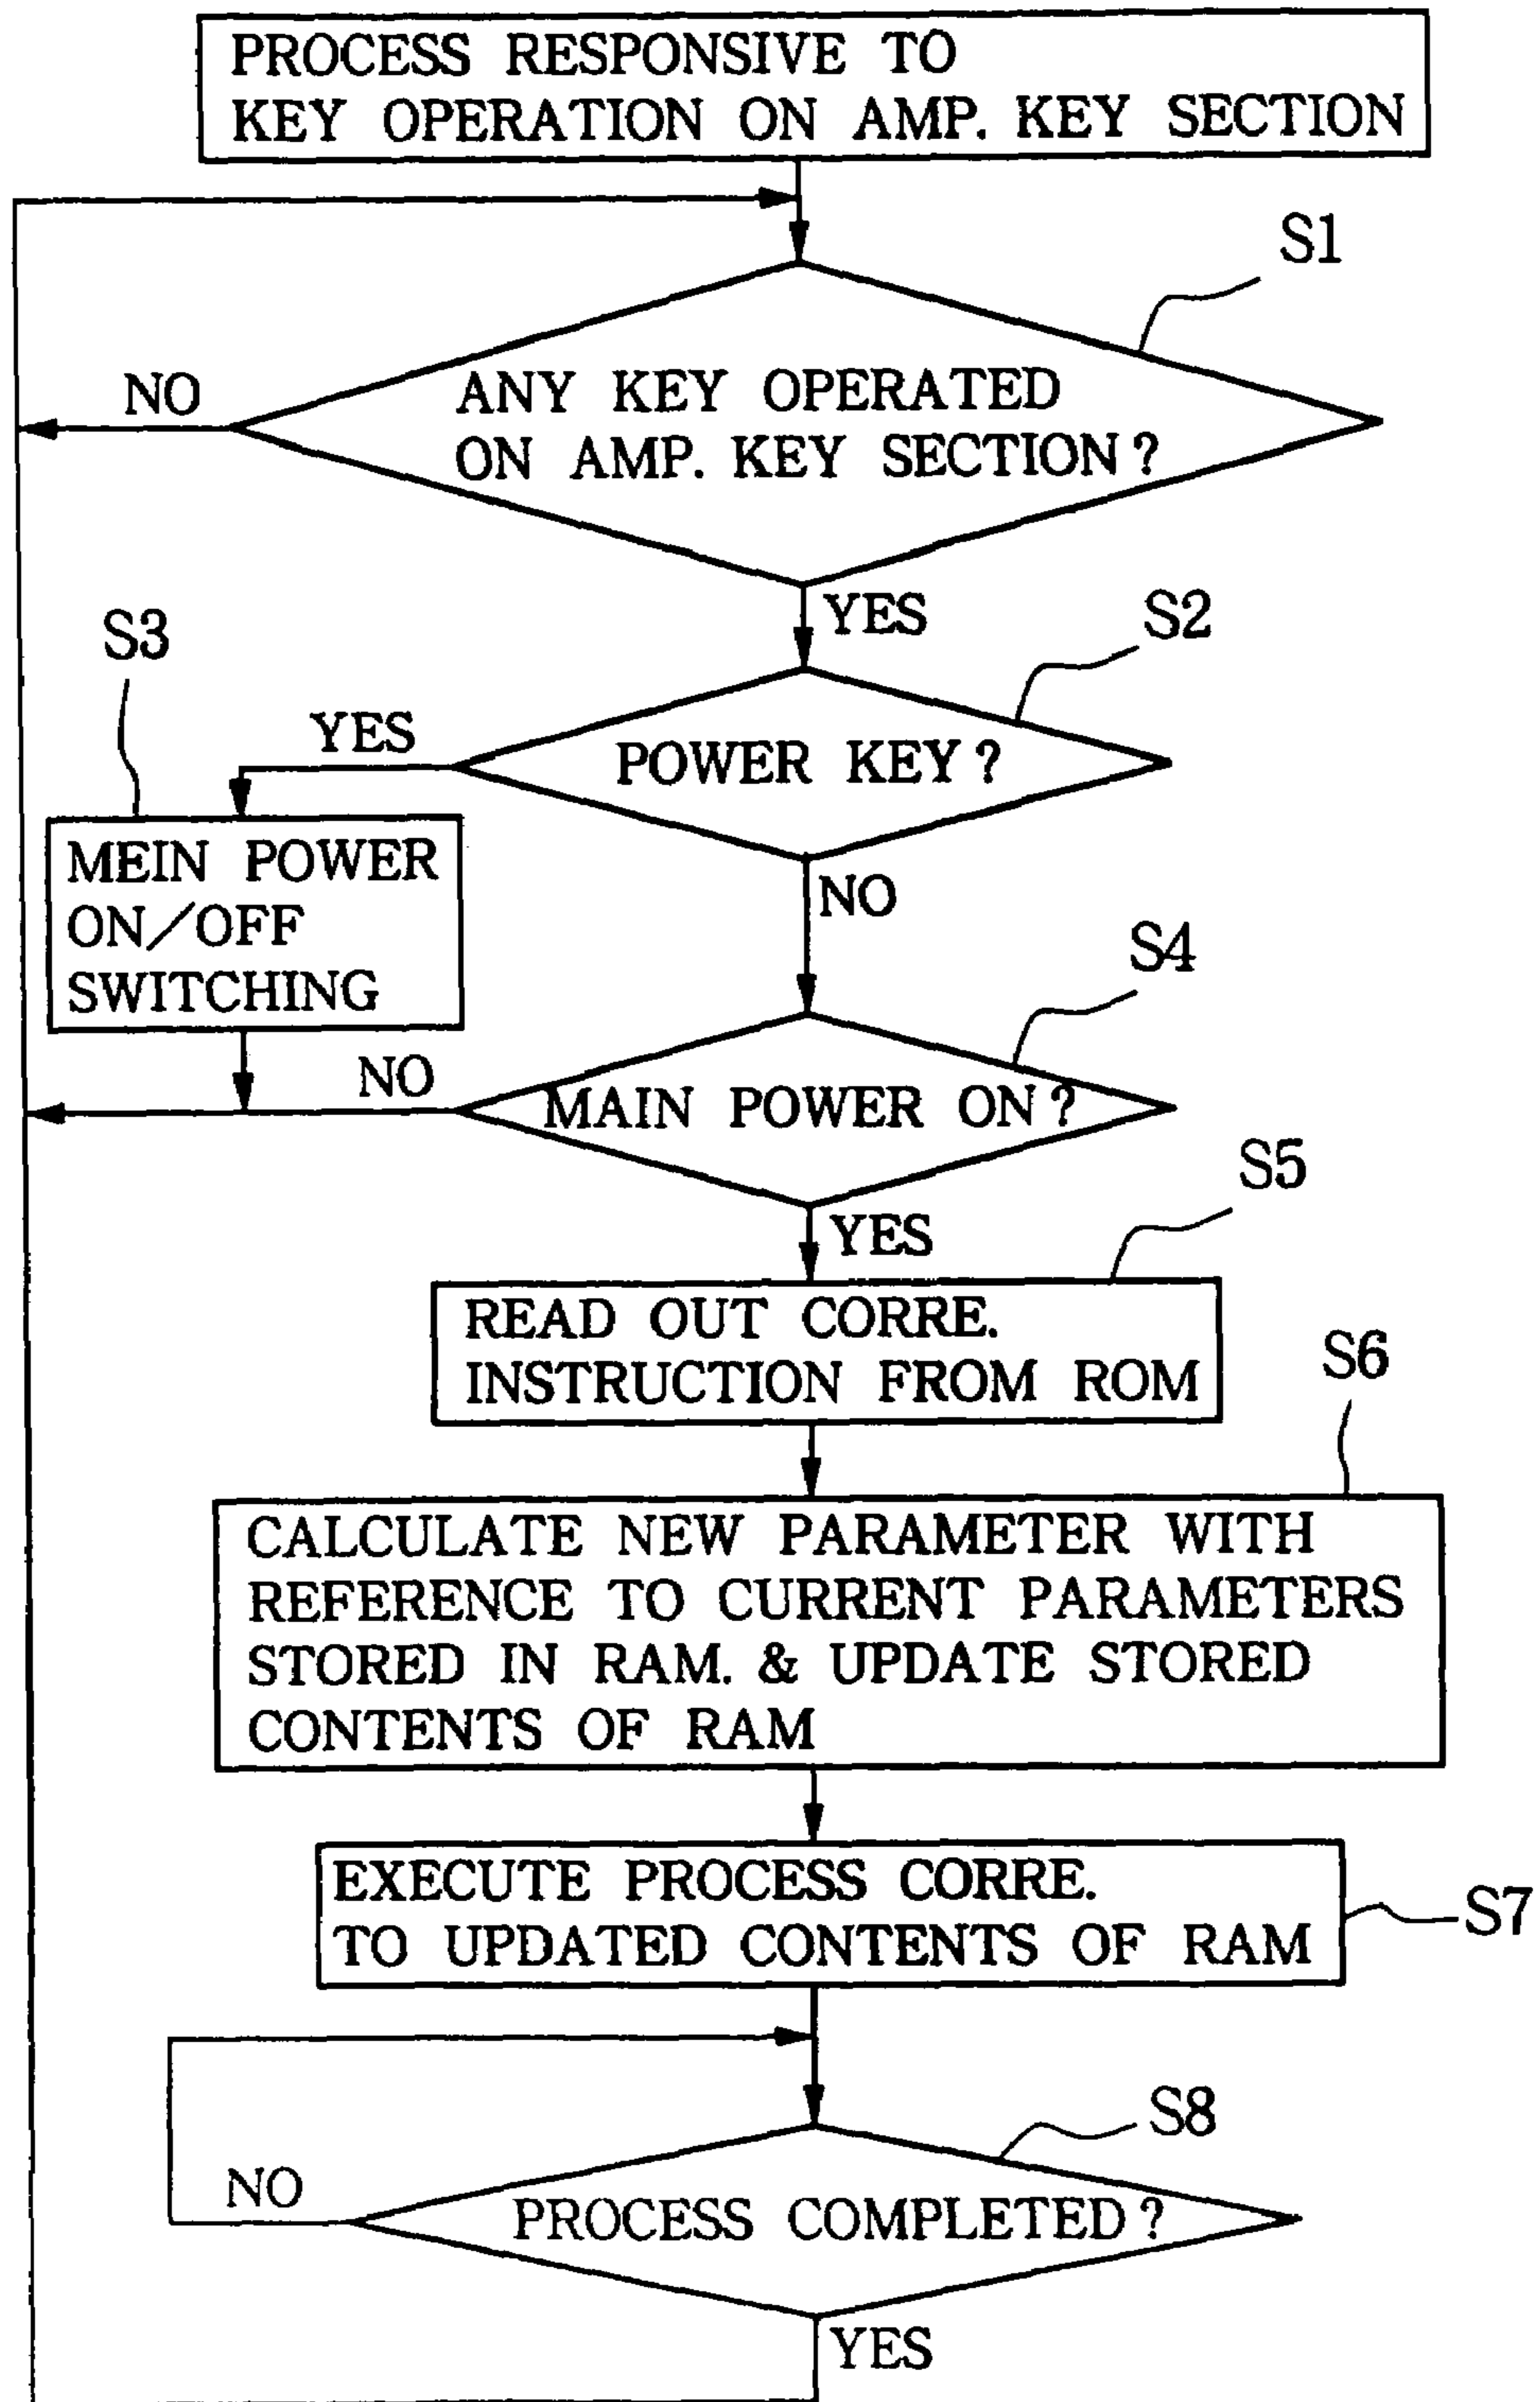 PROCESS RESPONSIVE TO
KEY OPERATION ON AMP. KEY SECTION
S1
NO
ANY KEY OPERATED
ON AMP. KEY SECTION?
YES
S2
S3
YES
POWER KEY?
MEIN POWER
ON/OFF
SWITCHING
NO
S4
NO
MAIN POWER ON?
S5
YES
READ OUT CORRE.
INSTRUCTION FROM ROM
S6
CALCULATE NEW PARAMETER WITH
REFERENCE TO CURRENT PARAMETERS
STORED IN RAM. & UPDATE STORED
CONTENTS OF RAM
EXECUTE PROCESS CORRE.
TO UPDATED CONTENTS OF RAM
S7
S8
NO
PROCESS COMPLETED?
YES